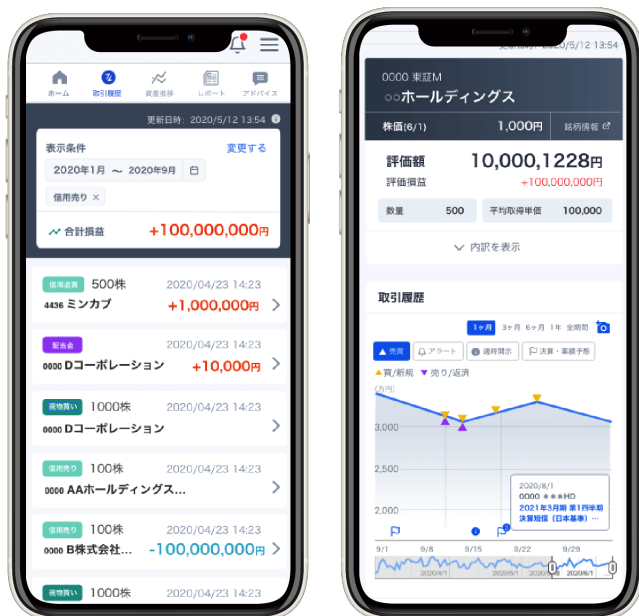 ホーム
取引履歴
資産推移
レポート
アドバイス
更新日時: 2020/5/12 13:54
表示条件
変更する
2020年1月 ～ 2020年9月
信用売り ×
合計損益
+100,000,000円
信用返買 500株 2020/04/23 14:23
4436 ミンカブ +1,000,000円
配当金 2020/04/23 14:23
0000 Dコーポレーション +10,000円
現物買い 1000株 2020/04/23 14:23
0000 Dコーポレーション
信用売り 100株 2020/04/23 14:23
0000 AAホールディングス...
信用売り 100株 2020/04/23 14:23
0000 B株式会社... -100,000,000円
現物買い 1000株 2020/04/23 14:23
2020/5/12 13:54
0000 東証M
○○ホールディングス
株価(6/1) 1,000円 銘柄情報
評価額 10,000,1228円
評価損益 +100,000,000円
数量 500 平均取得単価 100,000
内訳を表示
取引履歴
1ヶ月 3ヶ月 6ヶ月 1年 全期間
売買 アラート 適時開示 決算・業績予想
▲買/新規 ▼売り/返済
(万円)
3,000
2,500
2,000
2020/8/1
0000 ＊＊＊HD
2021年3月期 第1四半期
決算短信（日本基準）…
9/1 9/8 9/15 9/22 9/29
2020/4/1 2020/5/1 2020/6/1